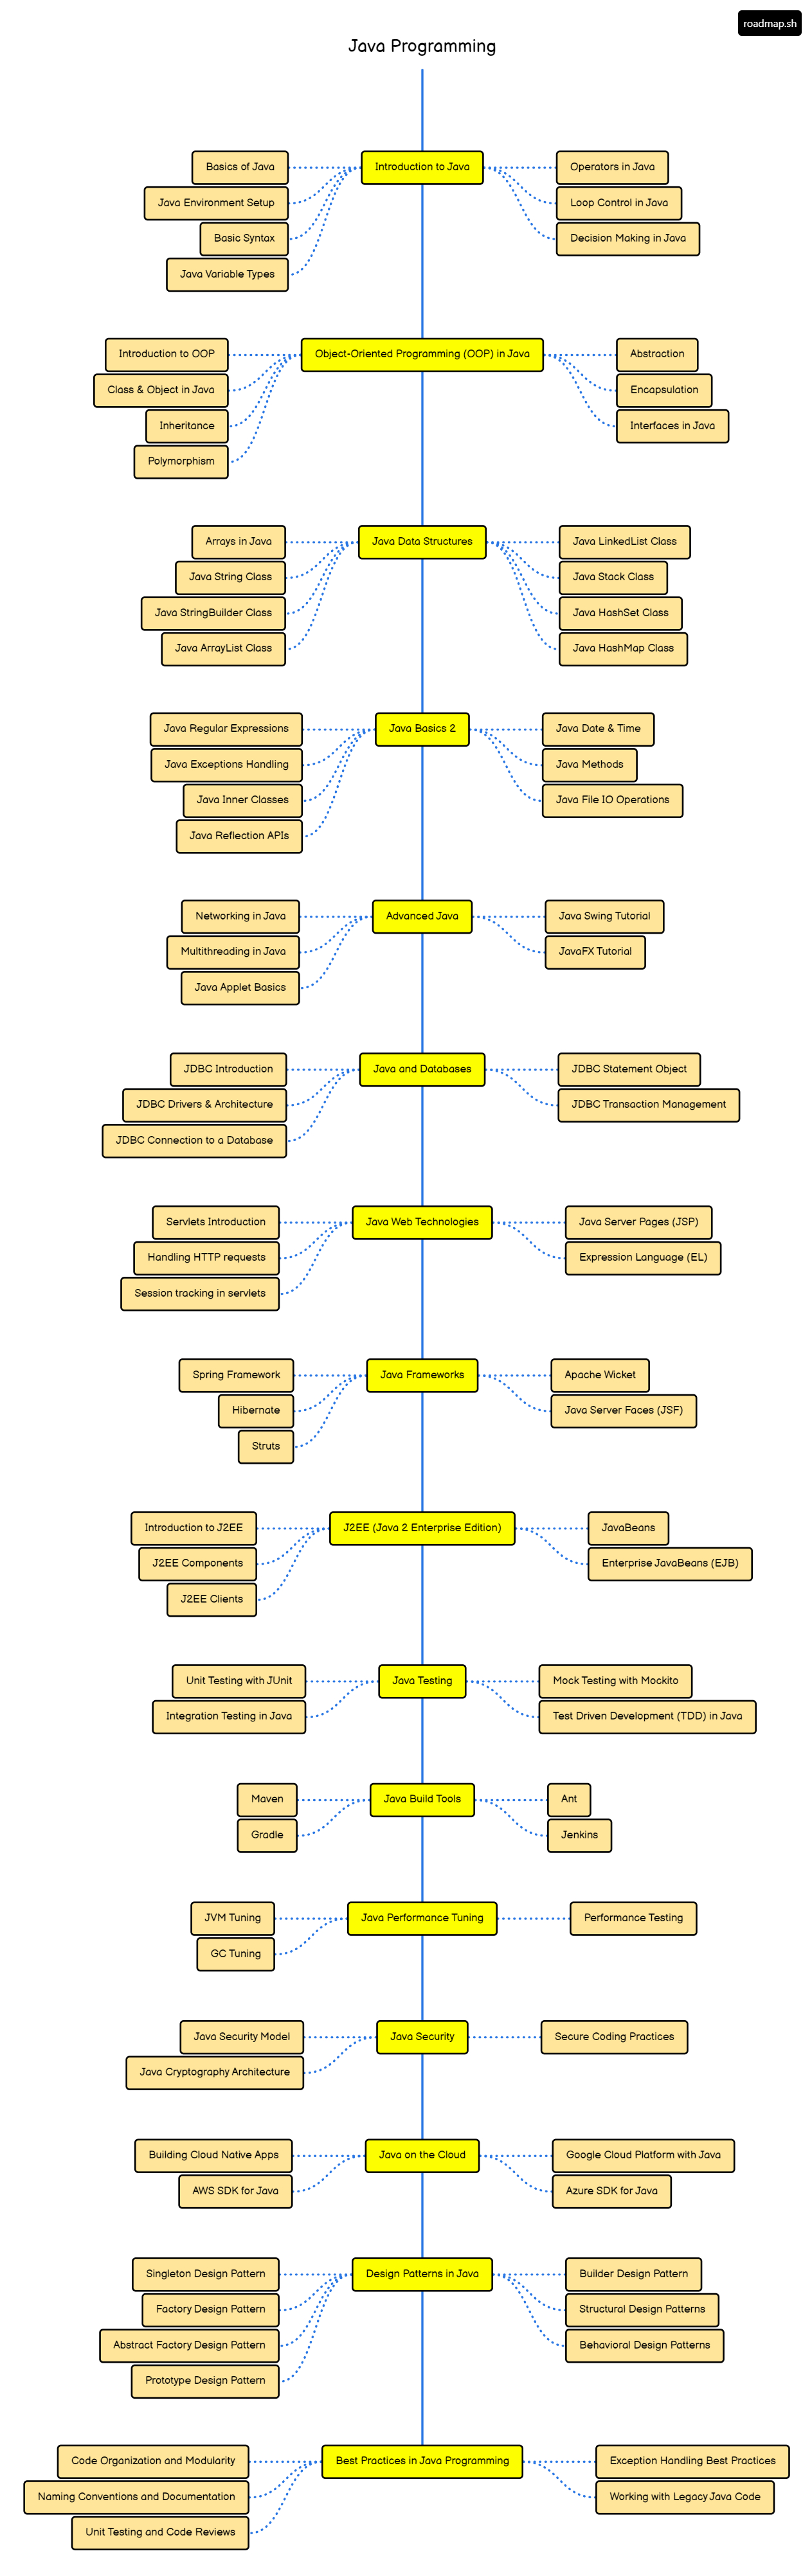 roadmap.sh
Java Programming
Introduction to Java
Basics of Java
Java Environment Setup
Basic Syntax
Java Variable Types
Operators in Java
Loop Control in Java
Decision Making in Java
Object-Oriented Programming (OOP) in Java
Introduction to OOP
Class & Object in Java
Inheritance
Polymorphism
Abstraction
Encapsulation
Interfaces in Java
Java Data Structures
Arrays in Java
Java String Class
Java StringBuilder Class
Java ArrayList Class
Java LinkedList Class
Java Stack Class
Java HashSet Class
Java HashMap Class
Java Basics 2
Java Regular Expressions
Java Exceptions Handling
Java Inner Classes
Java Reflection APIs
Java Date & Time
Java Methods
Java File IO Operations
Advanced Java
Networking in Java
Multithreading in Java
Java Applet Basics
Java Swing Tutorial
JavaFX Tutorial
Java and Databases
JDBC Introduction
JDBC Drivers & Architecture
JDBC Connection to a Database
JDBC Statement Object
JDBC Transaction Management
Java Web Technologies
Servlets Introduction
Handling HTTP requests
Session tracking in servlets
Java Server Pages (JSP)
Expression Language (EL)
Java Frameworks
Spring Framework
Hibernate
Struts
Apache Wicket
Java Server Faces (JSF)
J2EE (Java 2 Enterprise Edition)
Introduction to J2EE
J2EE Components
J2EE Clients
JavaBeans
Enterprise JavaBeans (EJB)
Java Testing
Unit Testing with JUnit
Integration Testing in Java
Mock Testing with Mockito
Test Driven Development (TDD) in Java
Java Build Tools
Maven
Gradle
Ant
Jenkins
Java Performance Tuning
JVM Tuning
GC Tuning
Performance Testing
Java Security
Java Security Model
Java Cryptography Architecture
Secure Coding Practices
Java on the Cloud
Building Cloud Native Apps
AWS SDK for Java
Google Cloud Platform with Java
Azure SDK for Java
Design Patterns in Java
Singleton Design Pattern
Factory Design Pattern
Abstract Factory Design Pattern
Prototype Design Pattern
Builder Design Pattern
Structural Design Patterns
Behavioral Design Patterns
Best Practices in Java Programming
Code Organization and Modularity
Naming Conventions and Documentation
Unit Testing and Code Reviews
Exception Handling Best Practices
Working with Legacy Java Code